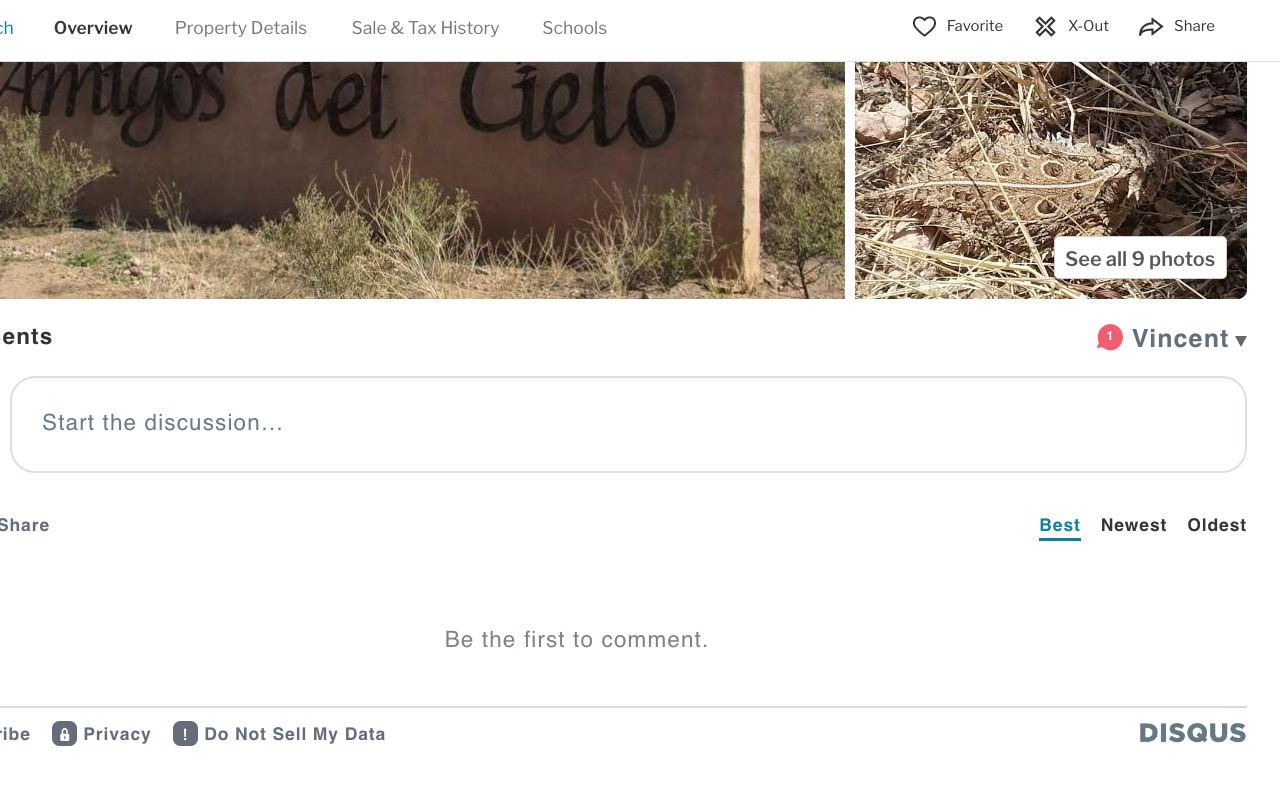 ch Overview Property Details Sale & Tax History Schools Favorite X-Out Share
Amigos del Cielo
See all 9 photos
ents 1 Vincent ▾
Start the discussion…
Share Best Newest Oldest
Be the first to comment.
ibe Privacy ! Do Not Sell My Data DISQUS